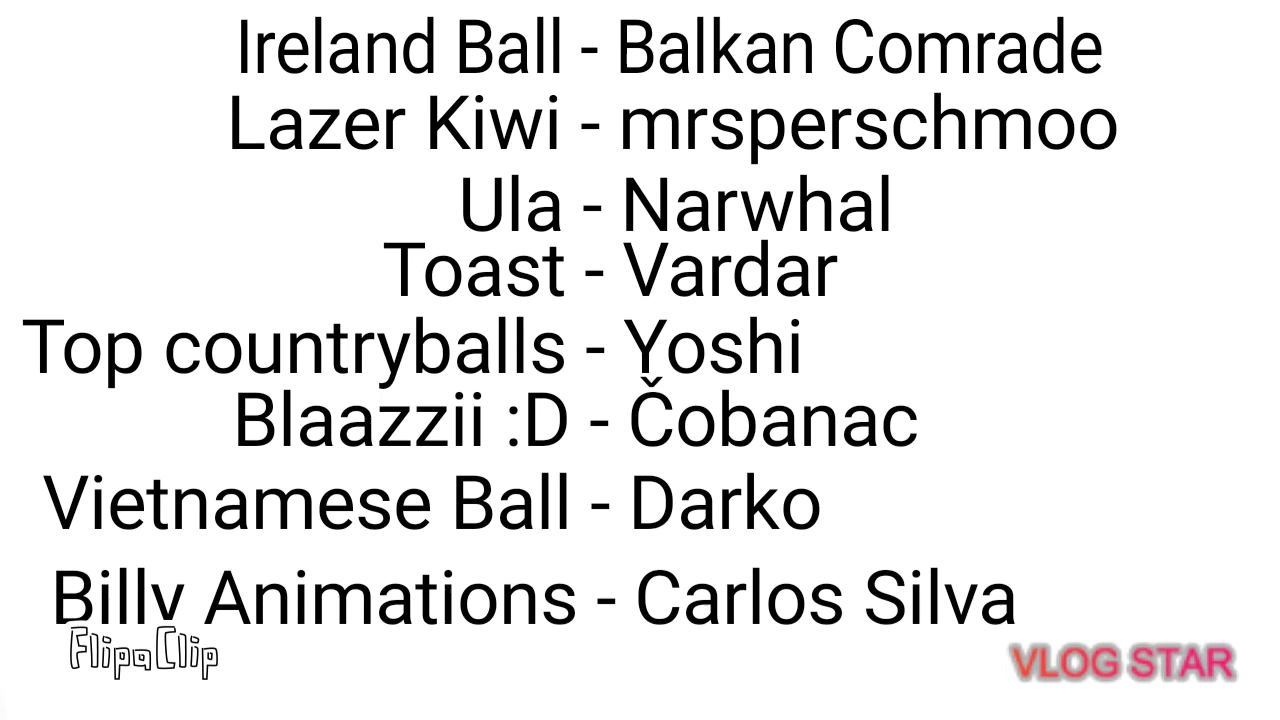 Ireland Ball - Balkan Comrade
Lazer Kiwi - mrsperschmoo
Ula - Narwhal
Toast - Vardar
Top countryballs - Yoshi
Blaazzii :D - Čobanac
Vietnamese Ball - Darko
Billy Animations - Carlos Silva
FlipaClip
VLOG STAR